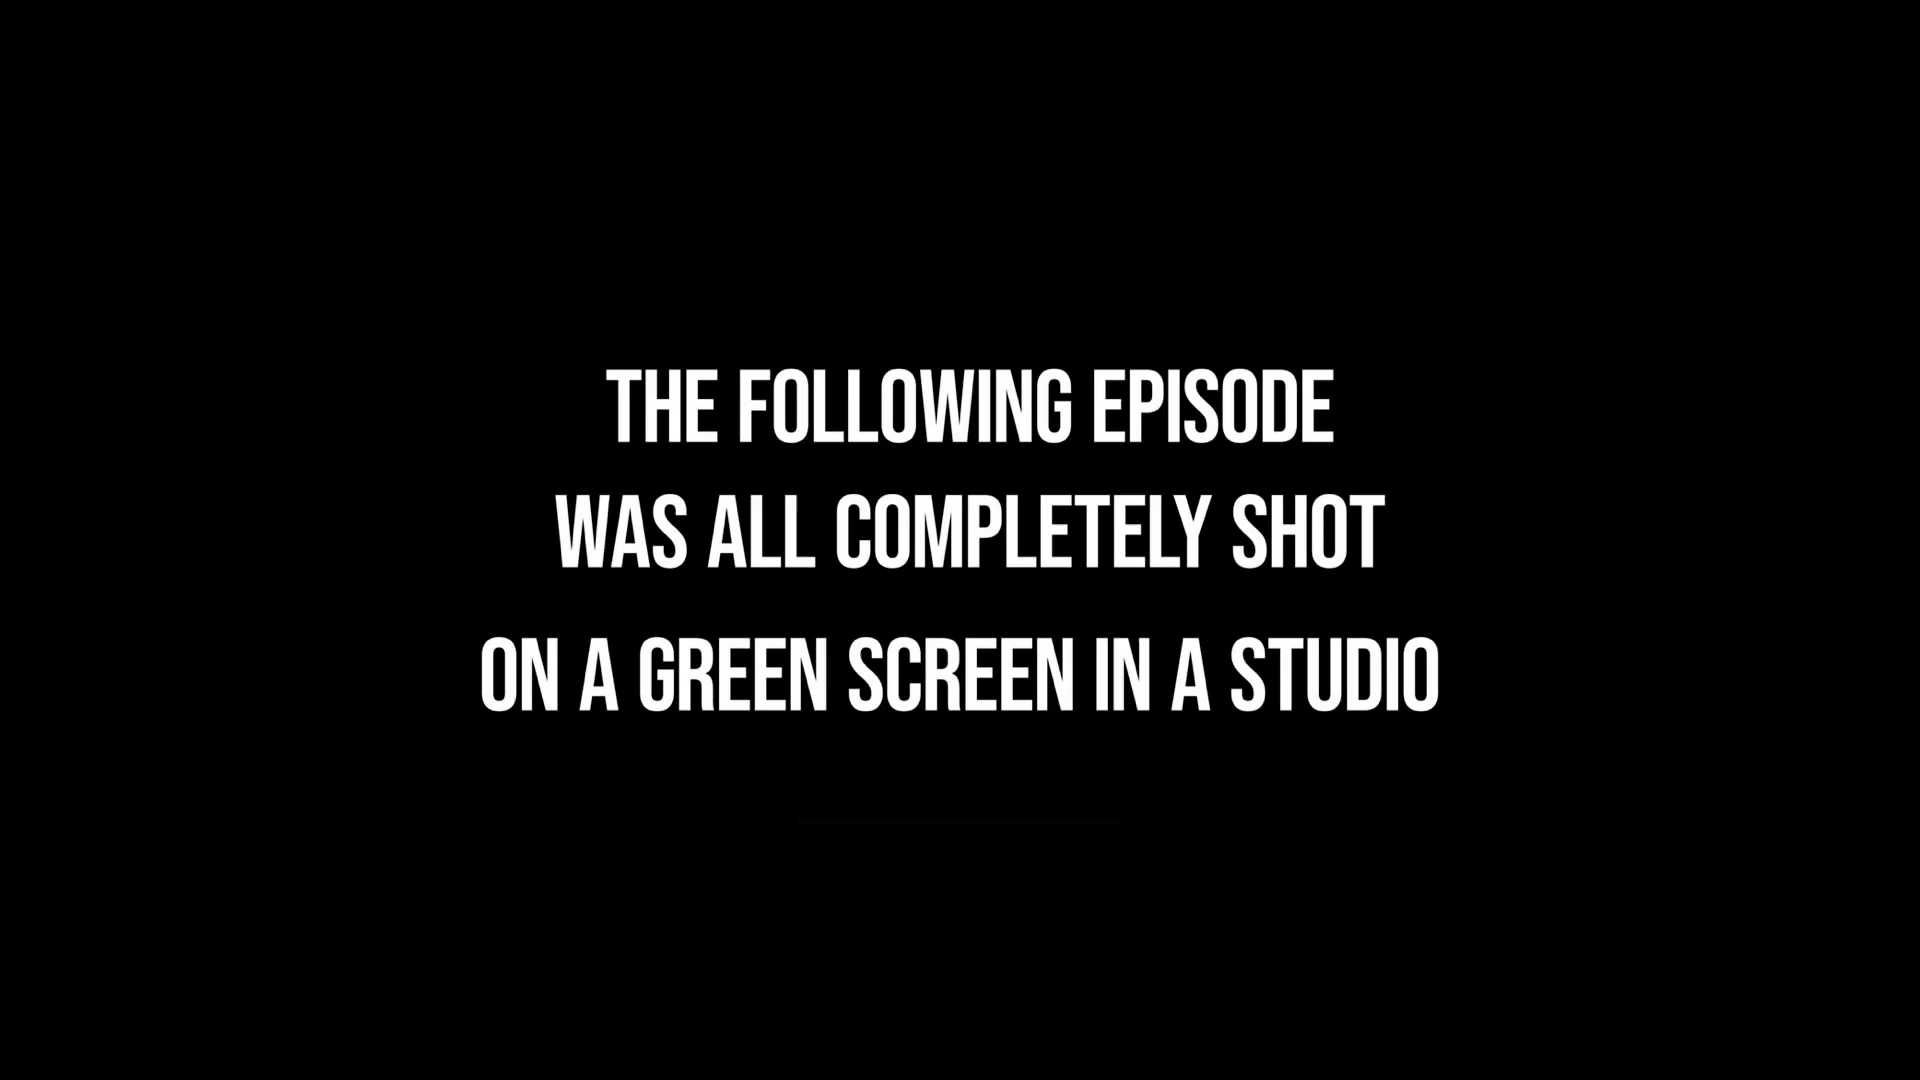 THE FOLLOWING EPISODE
WAS ALL COMPLETELY SHOT
ON A GREEN SCREEN IN A STUDIO